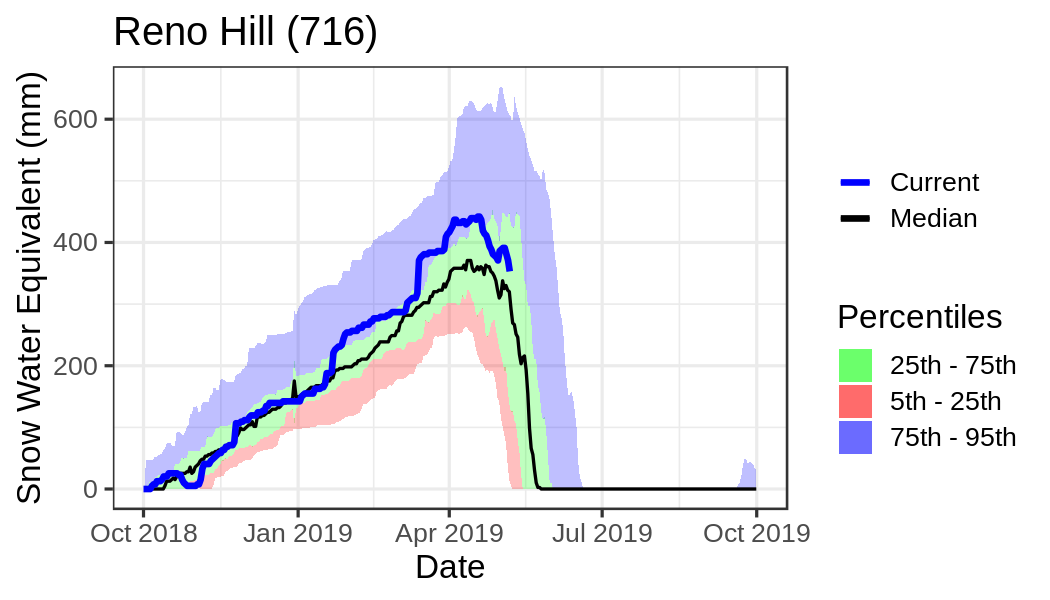 Reno Hill (716)
Snow Water Equivalent (mm)
600
400
200
0
Oct 2018
Jan 2019
Apr 2019
Jul 2019
Oct 2019
Date
Current
Median
Percentiles
25th - 75th
5th - 25th
75th - 95th